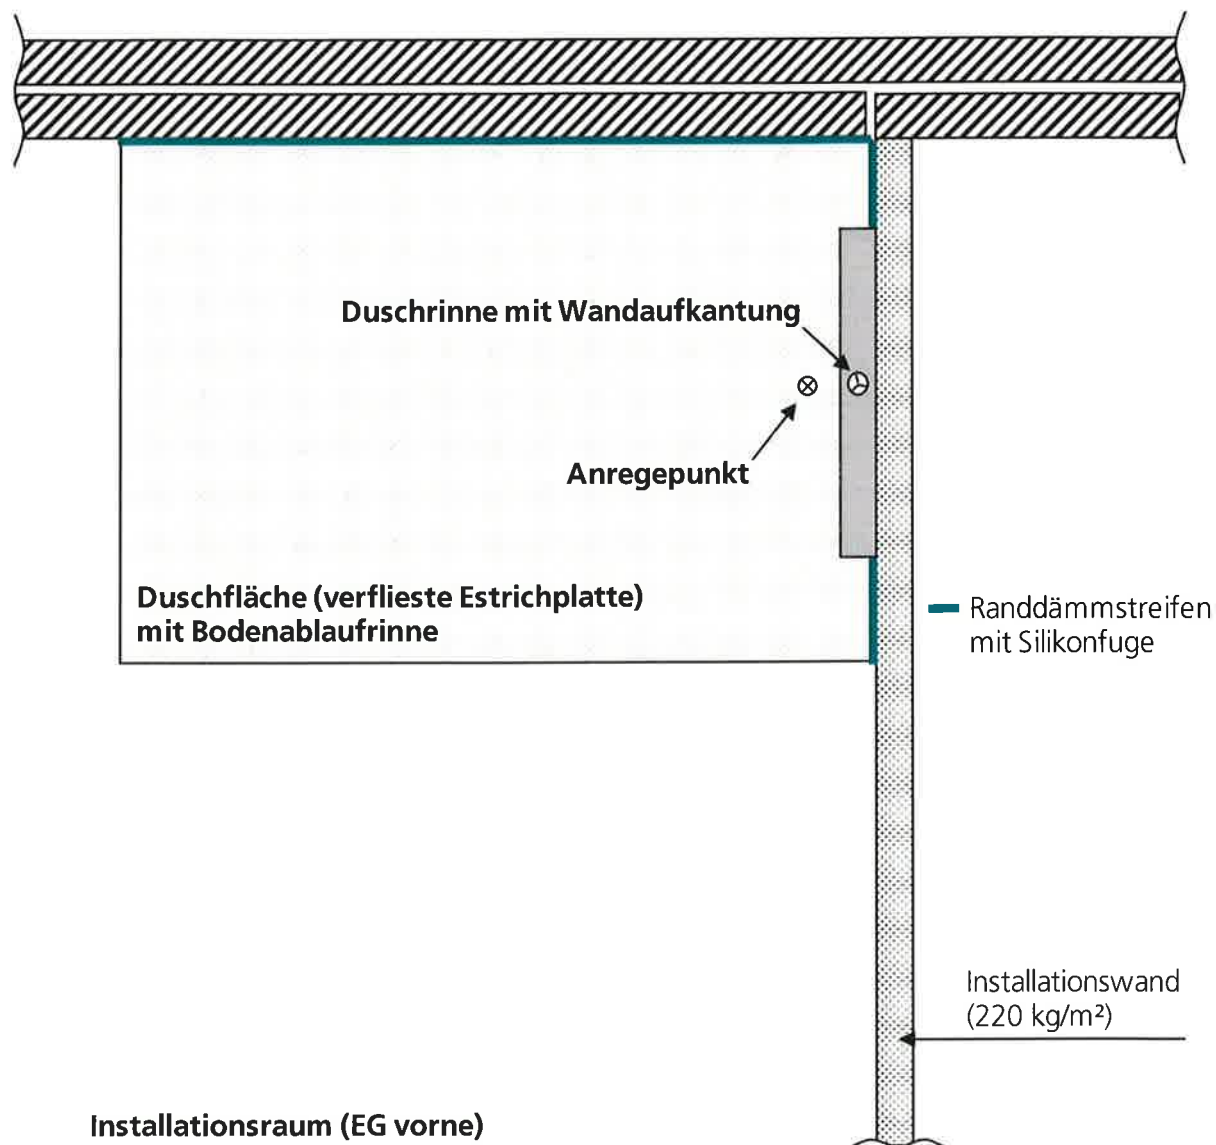 Duschrinne mit Wandaufkantung
Anregepunkt
Duschfläche (verflieste Estrichplatte)
mit Bodenablaufrinne
Randdämmstreifen
mit Silikonfuge
Installationswand
(220 kg/m²)
Installationsraum (EG vorne)